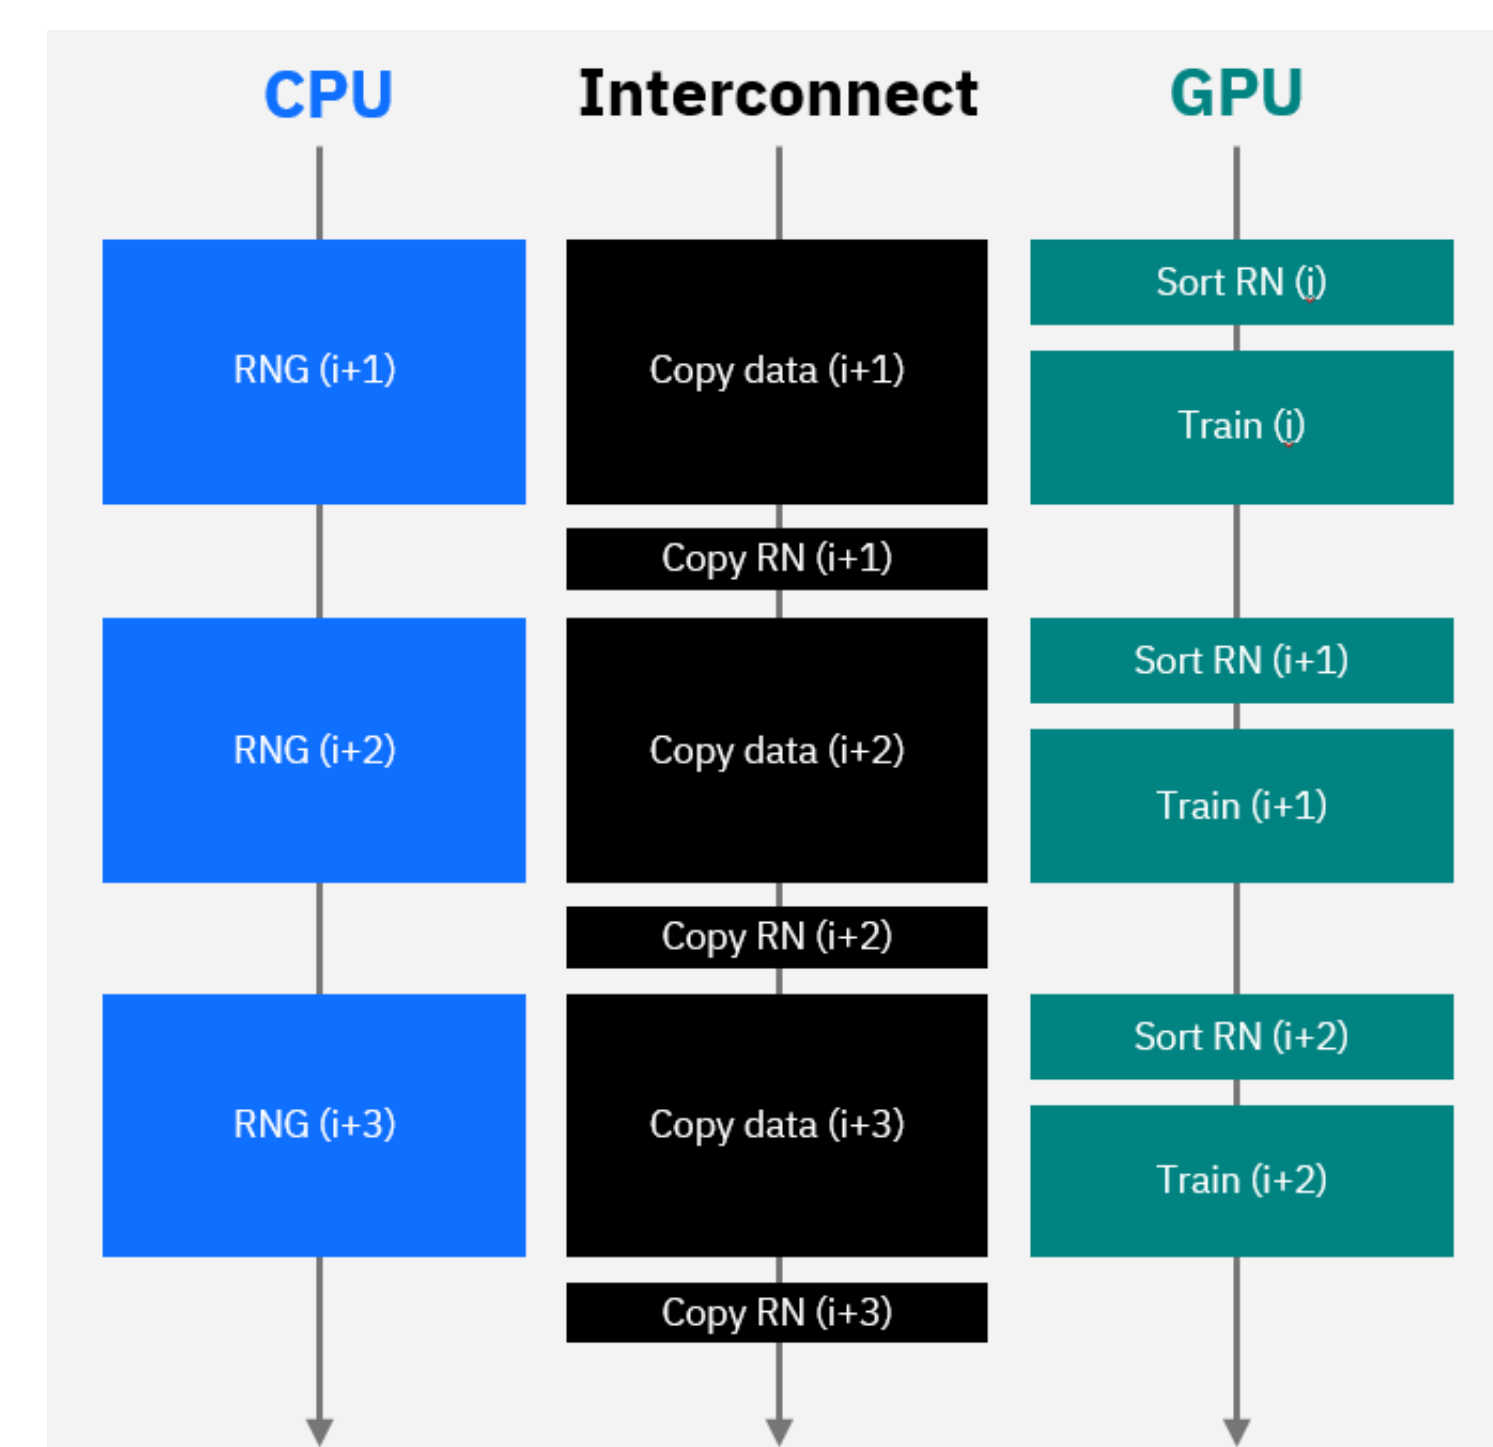 CPU
Interconnect
GPU
RNG (i+1)
Copy data (i+1)
Sort RN (i)
Train (i)
Copy RN (i+1)
RNG (i+2)
Copy data (i+2)
Sort RN (i+1)
Train (i+1)
Copy RN (i+2)
RNG (i+3)
Copy data (i+3)
Sort RN (i+2)
Train (i+2)
Copy RN (i+3)